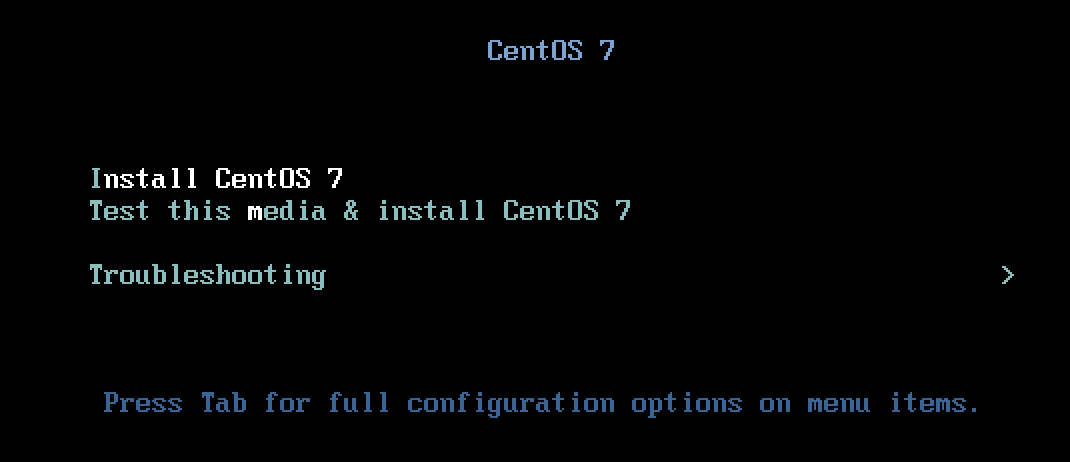 CentOS 7
Install CentOS 7
Test this media & install CentOS 7
Troubleshooting >
Press Tab for full configuration options on menu items.